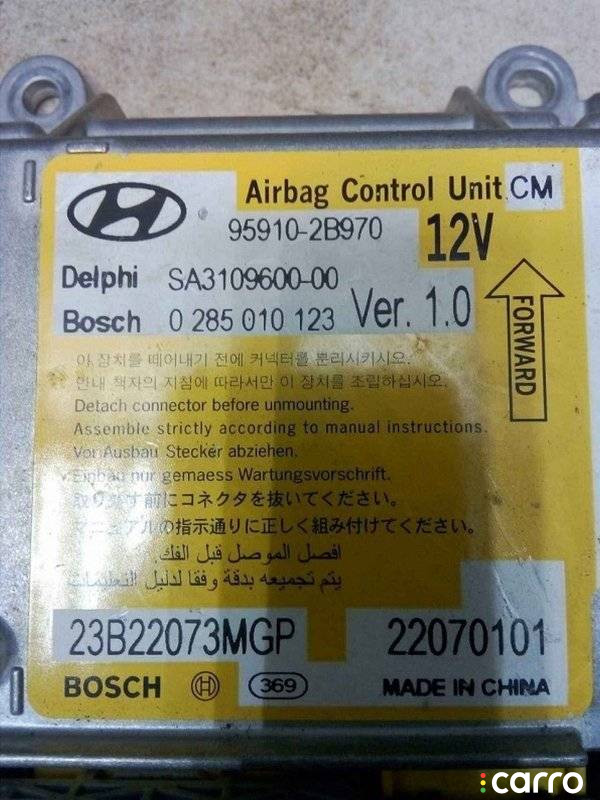 Airbag Control Unit CM
95910-2B970 12V
Delphi SA3109600-00
Bosch 0 285 010 123 Ver. 1.0
FORWARD
이 장치를 떼어내기 전에 커넥터를 분리시키시오.
안내 책자의 지침에 따라서만 이 장치를 조립하십시오.
Detach connector before unmounting.
Assemble strictly according to manual instructions.
Vor Ausbau Stecker abziehen.
Einbau nur gemaess Wartungsvorschrift.
取り外す前にコネクタを抜いてください。
マニュアルの指示通りに正しく組み付けてください。
افصل الموصل قبل الفك
يتم تجميعه بدقة وفقا لدليل التعليمات
23B22073MGP 22070101
BOSCH 369 MADE IN CHINA
carro